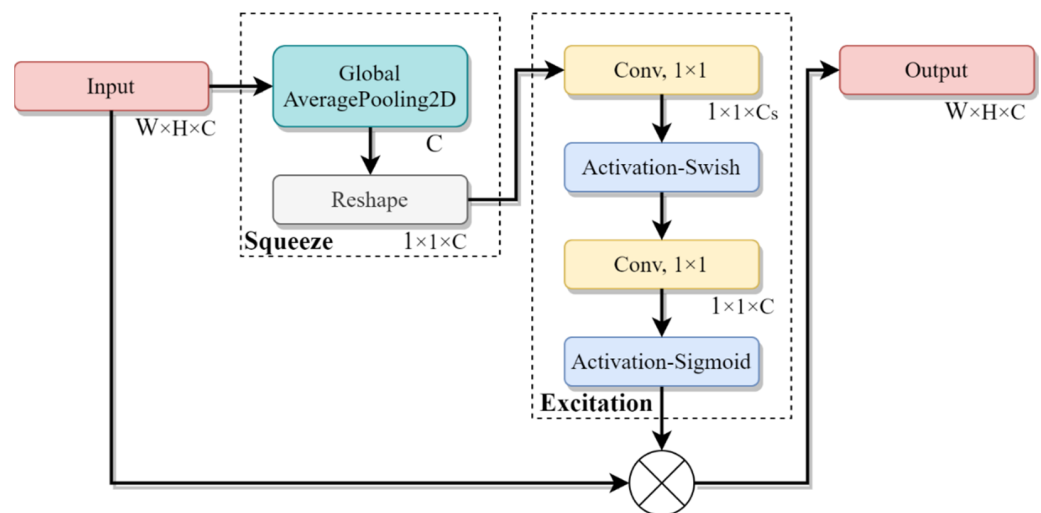 Input
W×H×C
Global
AveragePooling2D
C
Reshape
1×1×C
Squeeze
Conv, 1×1
1×1×Cs
Activation-Swish
Conv, 1×1
1×1×C
Activation-Sigmoid
Excitation
Output
W×H×C